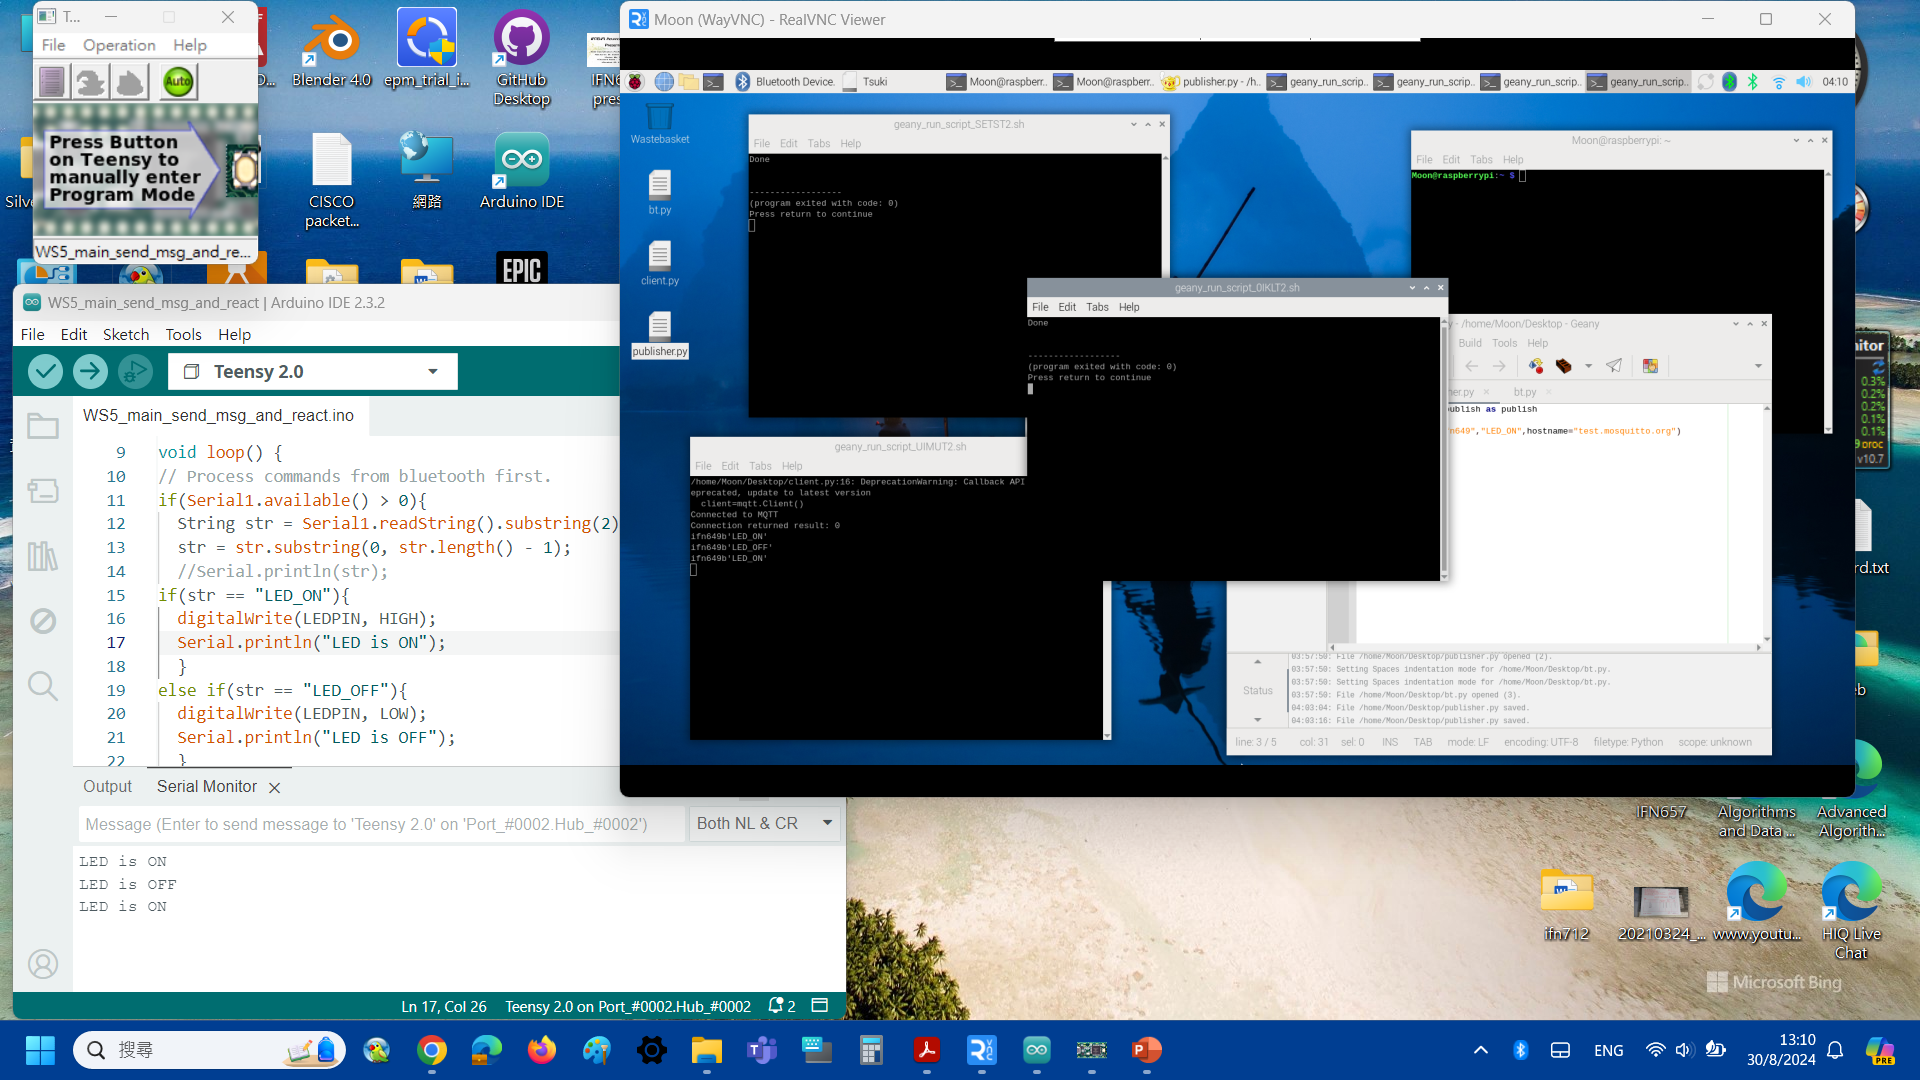 T...
File Operation Help
Auto
Press Button
on Teensy to
manually enter
Program Mode
WS5_main_send_msg_and_re...
Blender 4.0
epm_trial_i...
GitHub
Desktop
CISCO
packet...
網路
Arduino IDE
EPIC
WS5_main_send_msg_and_react | Arduino IDE 2.3.2
File Edit Sketch Tools Help
Teensy 2.0
WS5_main_send_msg_and_react.ino
9 void loop() {
10 // Process commands from bluetooth first.
11 if(Serial1.available() > 0){
12 String str = Serial1.readString().substring(2)
13 str = str.substring(0, str.length() - 1);
14 //Serial.println(str);
15 if(str == "LED_ON"){
16 digitalWrite(LEDPIN, HIGH);
17 Serial.println("LED is ON");
18 }
19 else if(str == "LED_OFF"){
20 digitalWrite(LEDPIN, LOW);
21 Serial.println("LED is OFF");
22 }
Output Serial Monitor
Message (Enter to send message to 'Teensy 2.0' on 'Port_#0002.Hub_#0002')
Both NL & CR
LED is ON
LED is OFF
LED is ON
Ln 17, Col 26 Teensy 2.0 on Port_#0002.Hub_#0002 2
Moon (WayVNC) - RealVNC Viewer
Bluetooth Device. Tsuki Moon@raspberr.. Moon@raspberr.. publisher.py - /h.. geany_run_scrip.. geany_run_scrip.. geany_run_scrip.. geany_run_scrip.. 04:10
Wastebasket
bt.py
client.py
publisher.py
geany_run_script_SETST2.sh
File Edit Tabs Help
Done
------------------
(program exited with code: 0)
Press return to continue
Moon@raspberrypi: ~
File Edit Tabs Help
Moon@raspberrypi:~ $
geany_run_script_0IKLT2.sh
File Edit Tabs Help
Done
------------------
(program exited with code: 0)
Press return to continue
geany_run_script_UIMUT2.sh
File Edit Tabs Help
/home/Moon/Desktop/client.py:16: DeprecationWarning: Callback API
eprecated, update to latest version
client=mqtt.Client()
Connected to MQTT
Connection returned result: 0
ifn649b'LED_ON'
ifn649b'LED_OFF'
ifn649b'LED_ON'
- /home/Moon/Desktop - Geany
Build Tools Help
her.py bt.py
ublish as publish
fn649","LED_ON",hostname="test.mosquitto.org")
Status
03:57:50: File /home/Moon/Desktop/publisher.py opened (2).
03:57:50: Setting Spaces indentation mode for /home/Moon/Desktop/bt.py.
03:57:50: Setting Spaces indentation mode for /home/Moon/Desktop/bt.py.
03:57:50: File /home/Moon/Desktop/bt.py opened (3).
04:03:04: File /home/Moon/Desktop/publisher.py saved.
04:03:16: File /home/Moon/Desktop/publisher.py saved.
line: 3 / 5 col: 31 sel: 0 INS TAB mode: LF encoding: UTF-8 filetype: Python scope: unknown
nitor
0.3%
0.2%
0.2%
0.1%
0.1%
9 proc
v10.7
rd.txt
eb
IFN657
Algorithms
and Data ...
Advanced
Algorith...
ifn712
20210324_...
www.youtu...
HIQ Live
Chat
Microsoft Bing
搜尋
ENG
13:10
30/8/2024
PRE